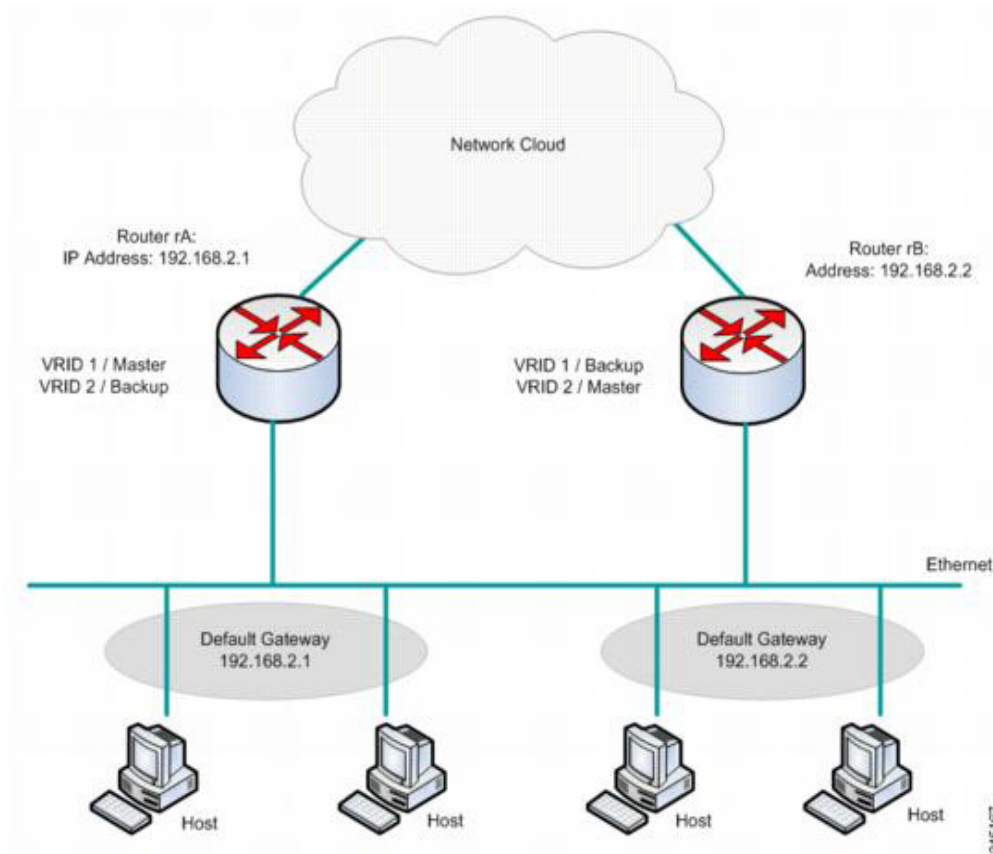 Network Cloud
Router rA:
IP Address: 192.168.2.1
Router rB:
Address: 192.168.2.2
VRID 1 / Master
VRID 2 / Backup
VRID 1 / Backup
VRID 2 / Master
Ethernet
Default Gateway
192.168.2.1
Default Gateway
192.168.2.2
Host
Host
Host
Host